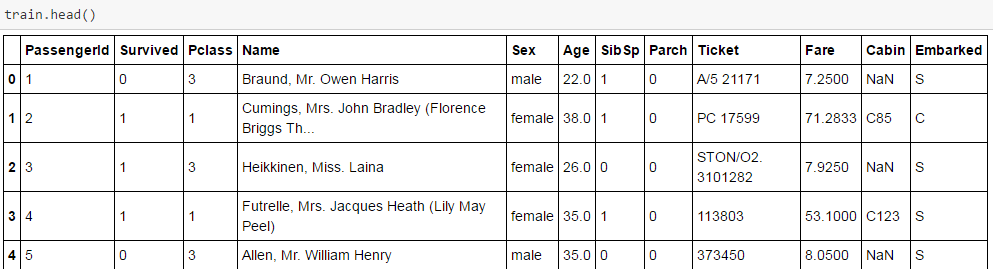 train.head()
PassengerId Survived Pclass Name Sex Age SibSp Parch Ticket Fare Cabin Embarked
0 1 0 3 Braund, Mr. Owen Harris male 22.0 1 0 A/5 21171 7.2500 NaN S
1 2 1 1 Cumings, Mrs. John Bradley (Florence Briggs Th... female 38.0 1 0 PC 17599 71.2833 C85 C
2 3 1 3 Heikkinen, Miss. Laina female 26.0 0 0 STON/O2. 3101282 7.9250 NaN S
3 4 1 1 Futrelle, Mrs. Jacques Heath (Lily May Peel) female 35.0 1 0 113803 53.1000 C123 S
4 5 0 3 Allen, Mr. William Henry male 35.0 0 0 373450 8.0500 NaN S